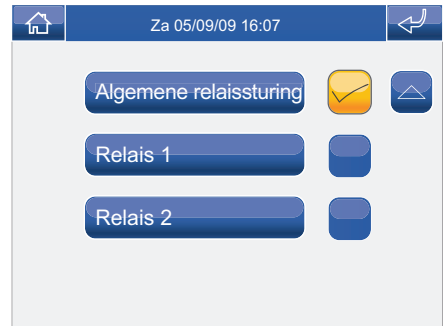 Za 05/09/09 16:07
Algemene relaissturing
Relais 1
Relais 2